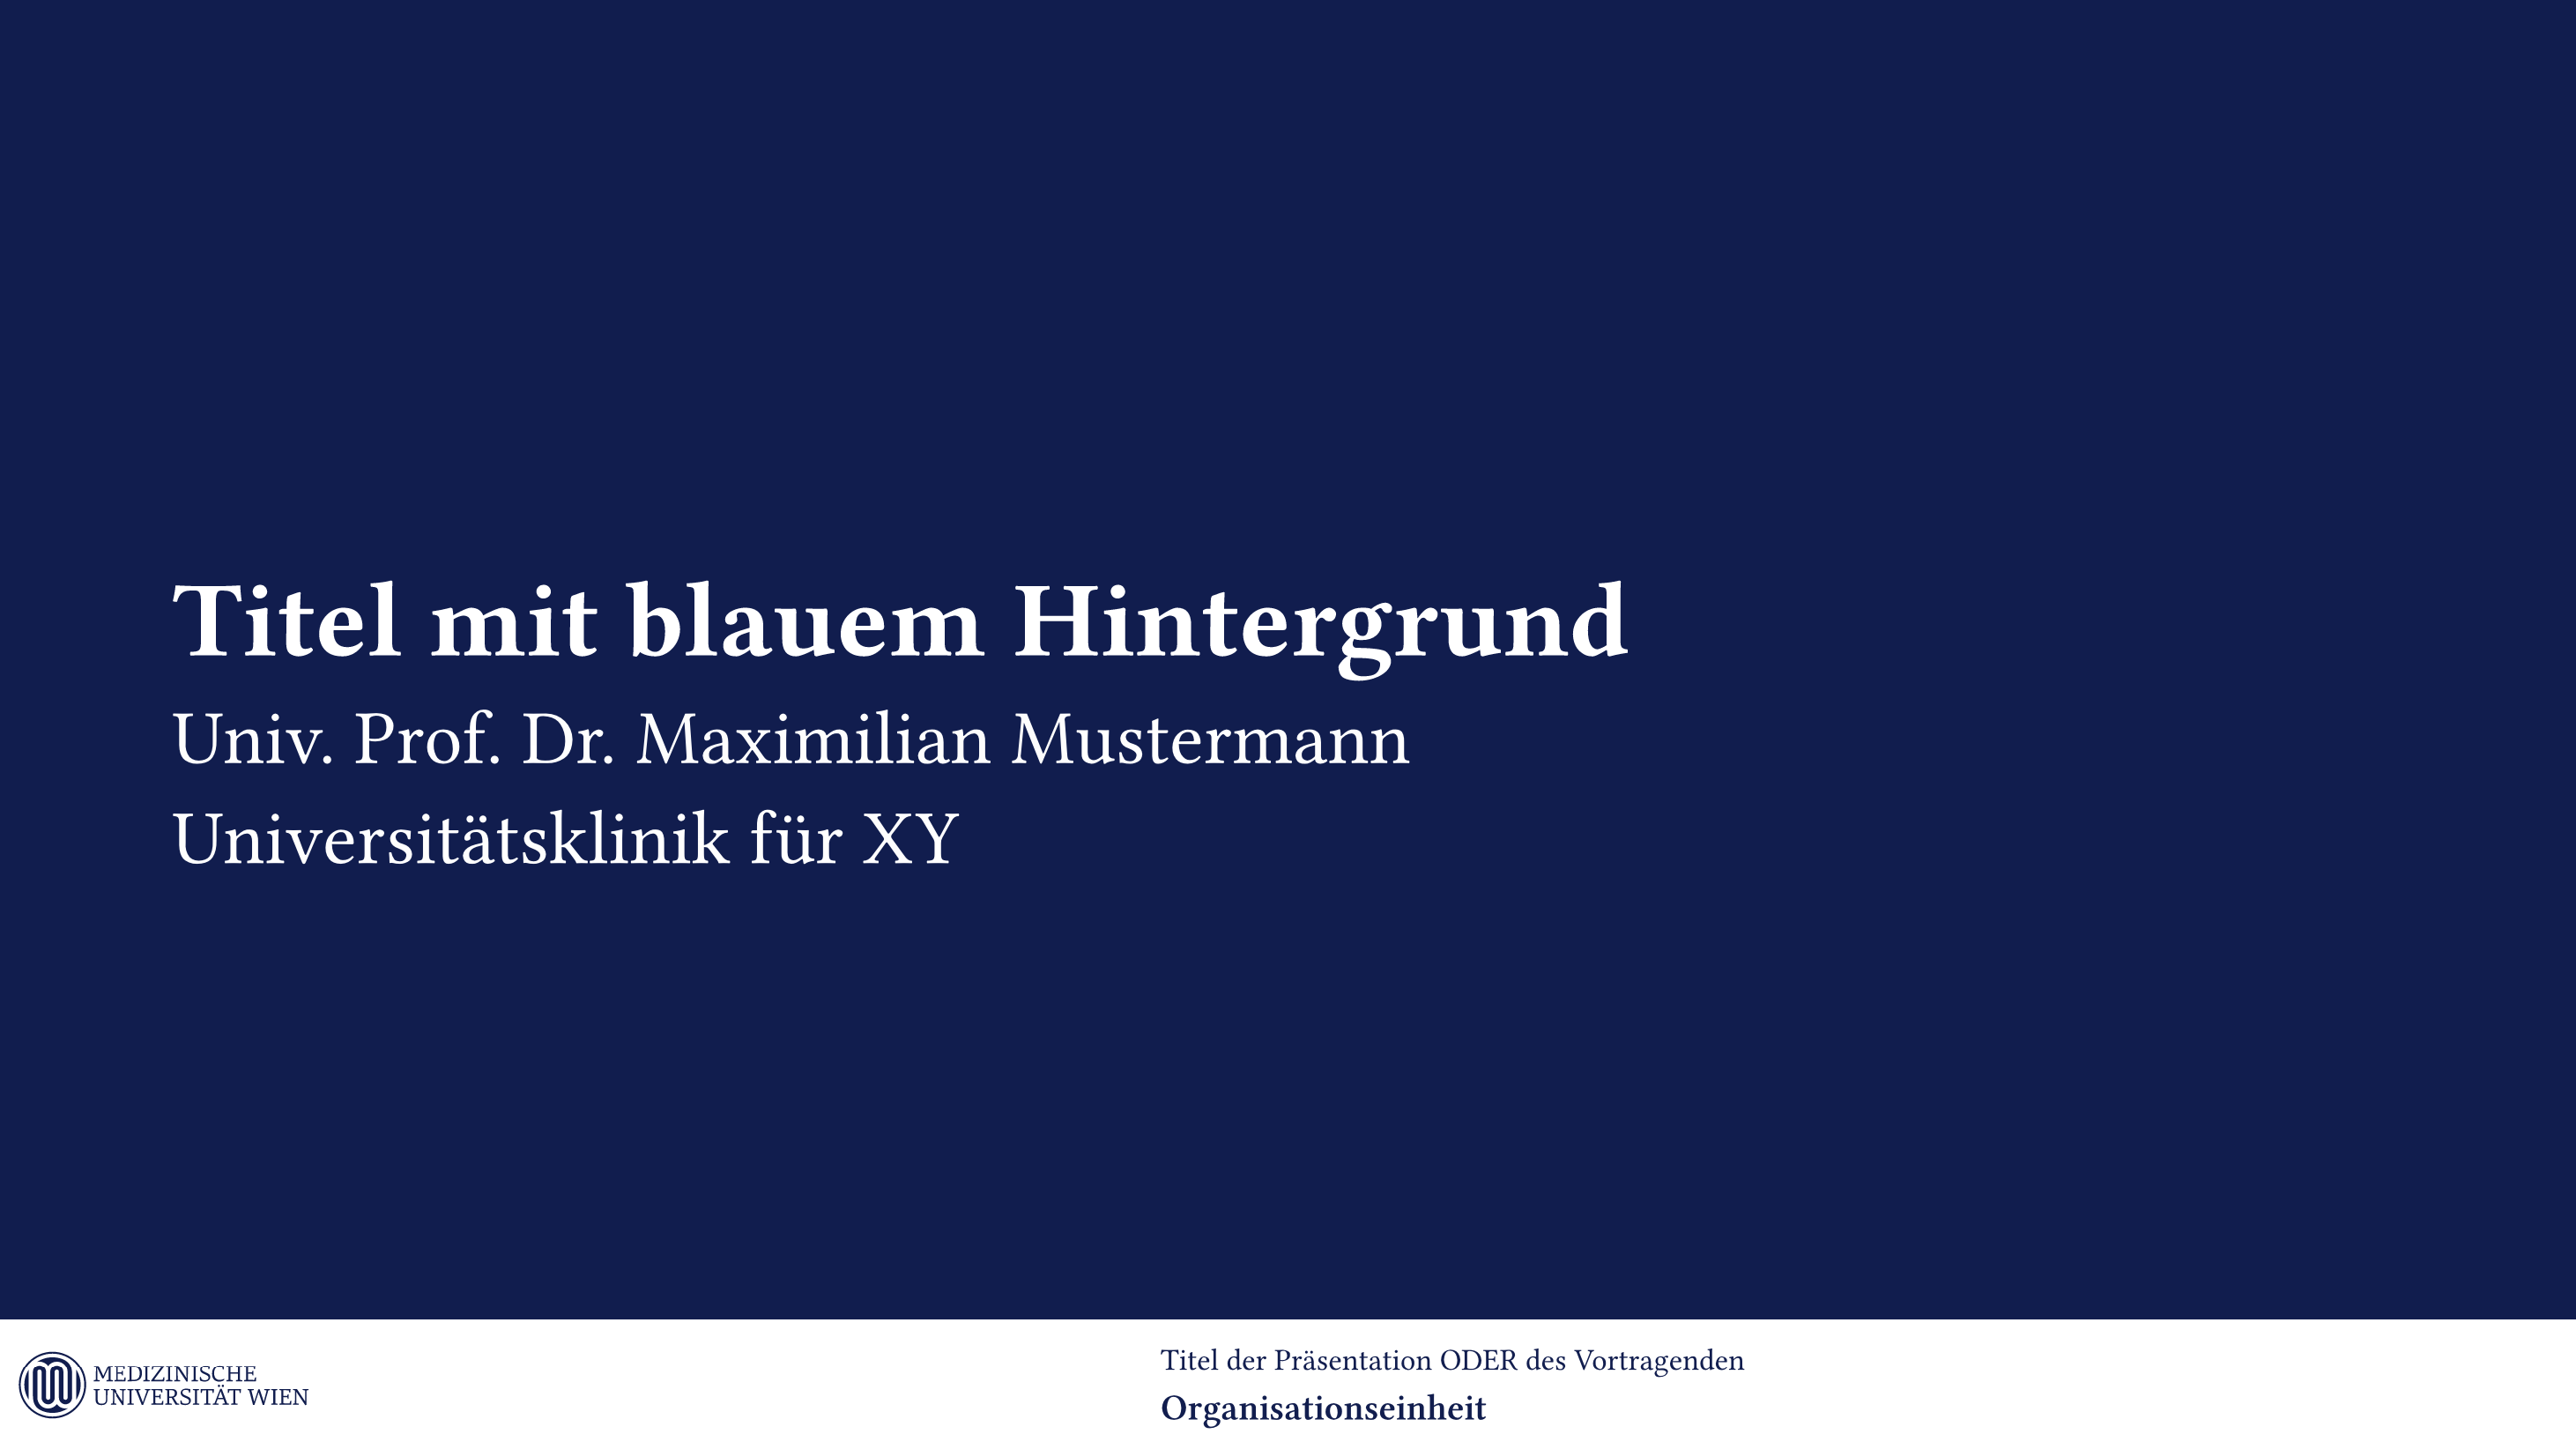 Titel mit blauem Hintergrund
Univ. Prof. Dr. Maximilian Mustermann
Universitätsklinik für XY
MEDIZINISCHE
UNIVERSITÄT WIEN
Titel der Präsentation ODER des Vortragenden
Organisationseinheit